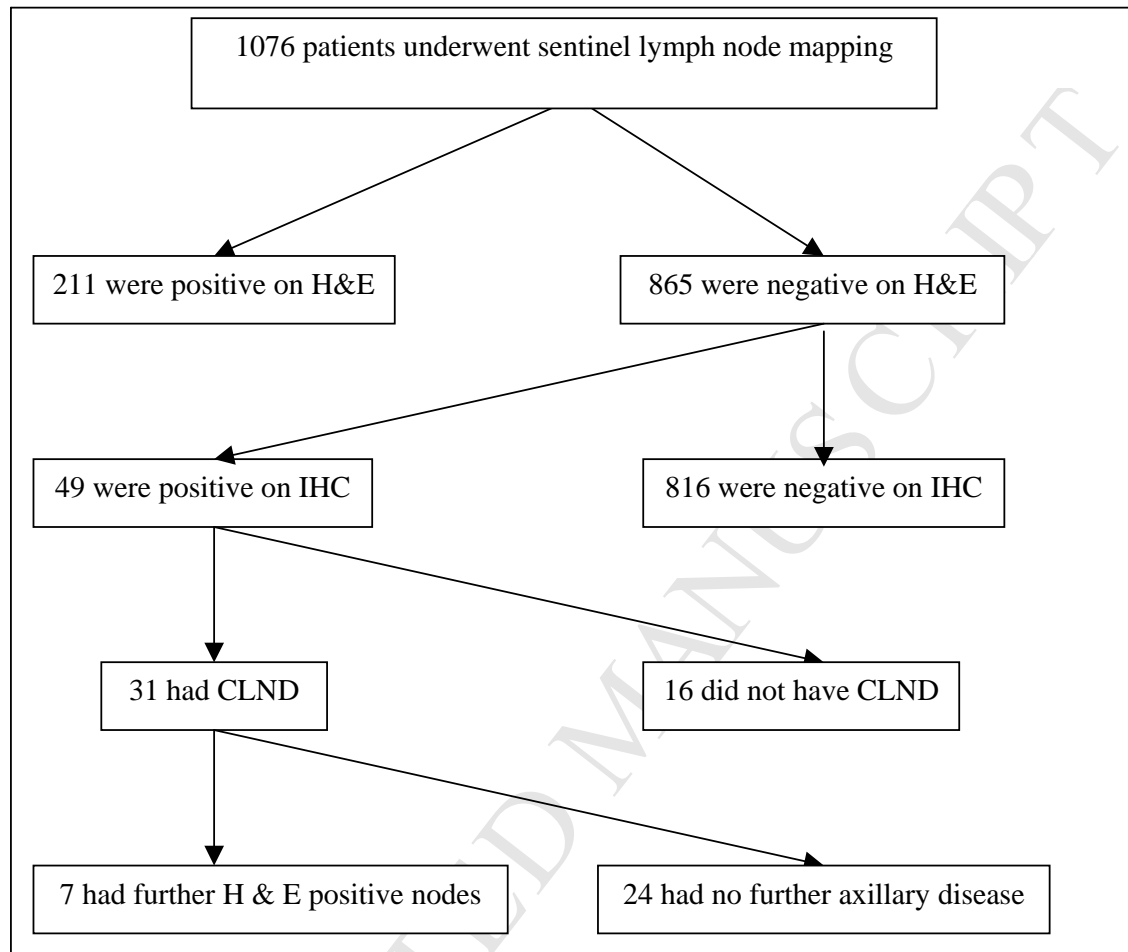 1076 patients underwent sentinel lymph node mapping
211 were positive on H&E
865 were negative on H&E
49 were positive on IHC
816 were negative on IHC
31 had CLND
16 did not have CLND
7 had further H & E positive nodes
24 had no further axillary disease
ED MANUSCRIPT